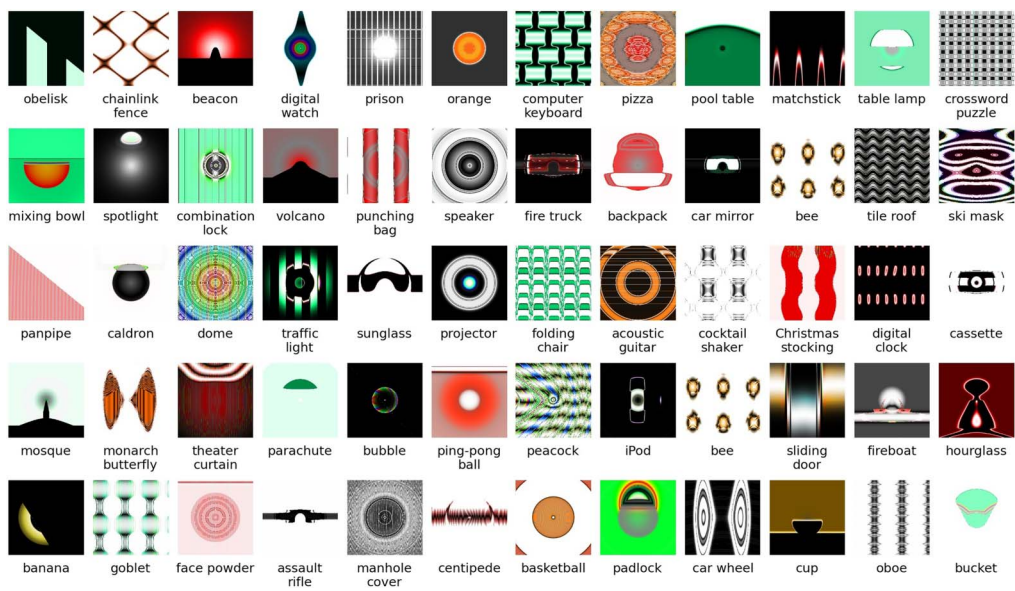 obelisk
chainlink fence
beacon
digital watch
prison
orange
computer keyboard
pizza
pool table
matchstick
table lamp
crossword puzzle
mixing bowl
spotlight
combination lock
volcano
punching bag
speaker
fire truck
backpack
car mirror
bee
tile roof
ski mask
panpipe
caldron
dome
traffic light
sunglass
projector
folding chair
acoustic guitar
cocktail shaker
Christmas stocking
digital clock
cassette
mosque
monarch butterfly
theater curtain
parachute
bubble
ping-pong ball
peacock
iPod
bee
sliding door
fireboat
hourglass
banana
goblet
face powder
assault rifle
manhole cover
centipede
basketball
padlock
car wheel
cup
oboe
bucket